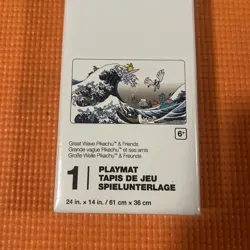 6+
Great Wave Pikachu™ & Friends
Grande vague Pikachu™ et ses amis
Große Welle Pikachu™ & Freunde
1 PLAYMAT
TAPIS DE JEU
SPIELUNTERLAGE
24 in. x 14 in. / 61 cm x 36 cm